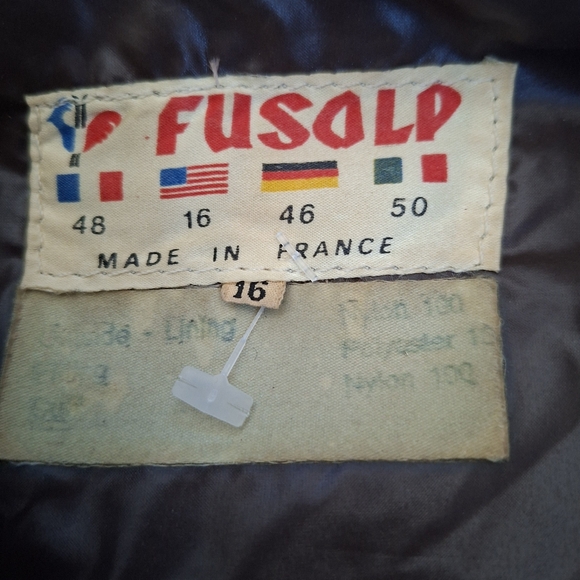 FUSALP
48 16 46 50
MADE IN FRANCE
16
- Lining Nylon 100
Polyester
Nylon 100